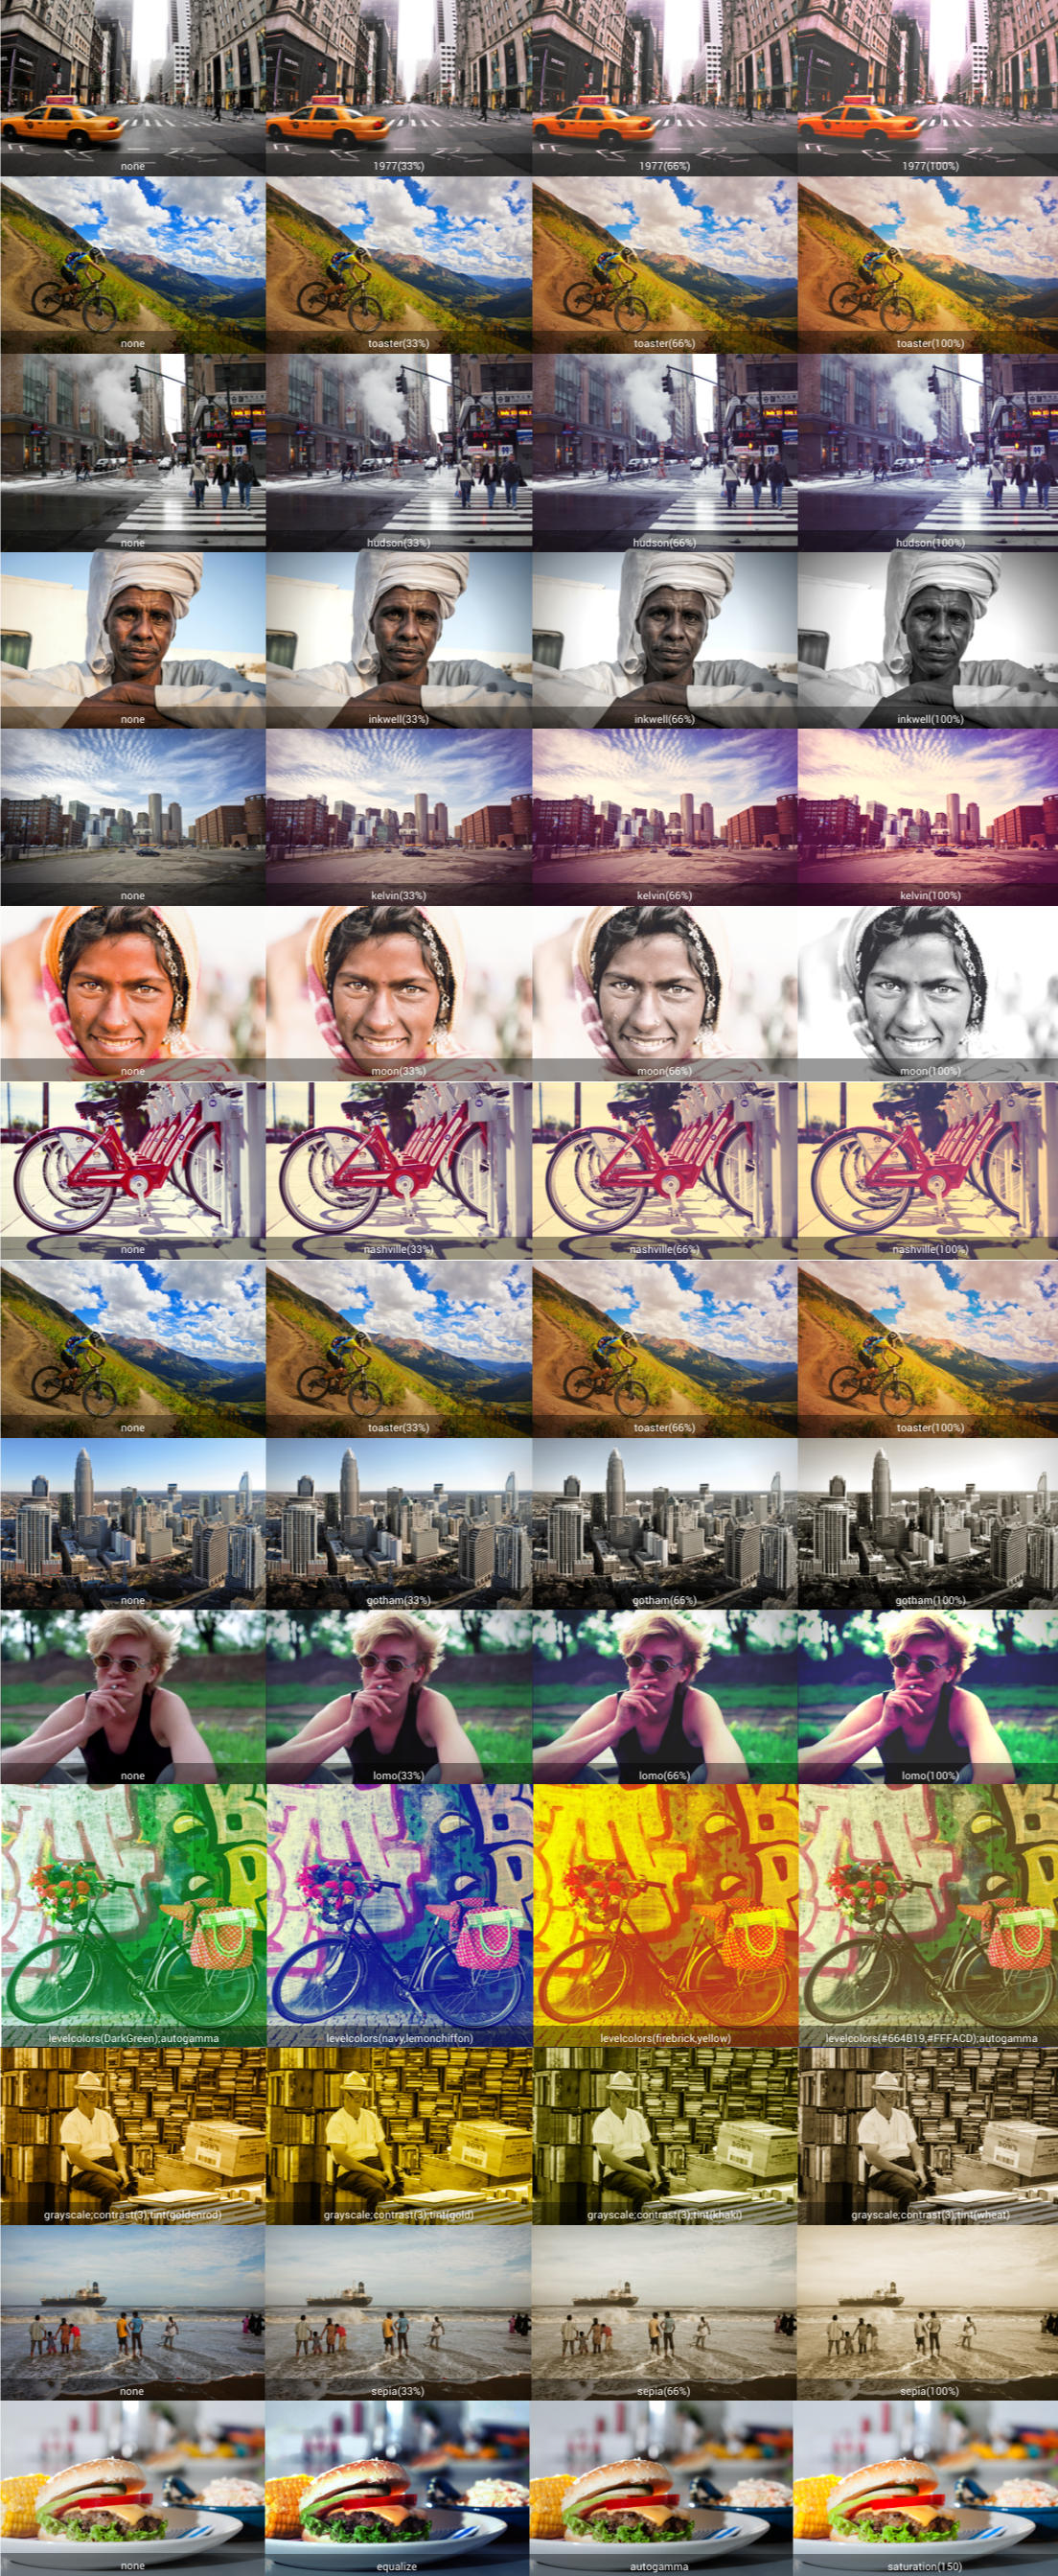 none 1977(33%) 1977(66%) 1977(100%)
none toaster(33%) toaster(66%) toaster(100%)
none hudson(33%) hudson(66%) hudson(100%)
none inkwell(33%) inkwell(66%) inkwell(100%)
none kelvin(33%) kelvin(66%) kelvin(100%)
none moon(33%) moon(66%) moon(100%)
none nashville(33%) nashville(66%) nashville(100%)
none toaster(33%) toaster(66%) toaster(100%)
none gotham(33%) gotham(66%) gotham(100%)
none lomo(33%) lomo(66%) lomo(100%)
levelcolors(DarkGreen);autogamma levelcolors(navy,lemonchiffon) levelcolors(firebrick,yellow) levelcolors(#664B19,#FFFACD);autogamma
grayscale;contrast(3);tint(goldenrod) grayscale;contrast(3);tint(gold) grayscale;contrast(3);tint(khaki) grayscale;contrast(3);tint(wheat)
none sepia(33%) sepia(66%) sepia(100%)
none equalize autogamma saturation(150)